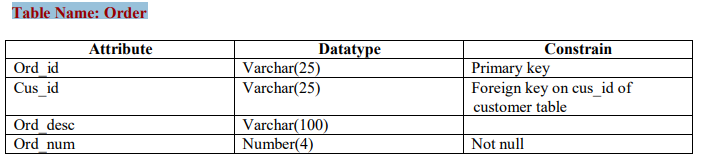 Table Name: Order
Attribute Datatype Constrain
Ord_id Varchar(25) Primary key
Cus_id Varchar(25) Foreign key on cus_id of
customer table
Ord_desc Varchar(100)
Ord_num Number(4) Not null